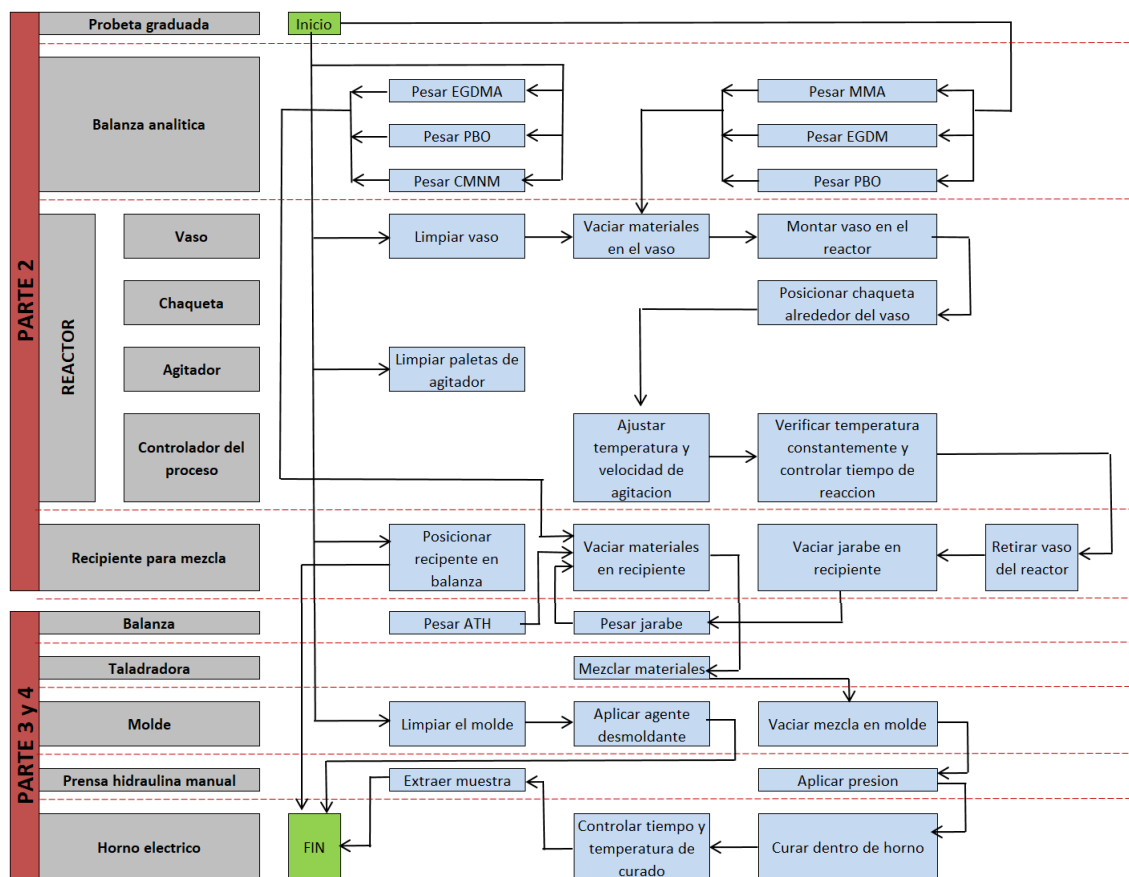 PARTE 2
Probeta graduada
Inicio
Balanza analitica
Pesar EGDMA
Pesar PBO
Pesar CMNM
Pesar MMA
Pesar EGDM
Pesar PBO
REACTOR
Vaso
Limpiar vaso
Vaciar materiales
en el vaso
Montar vaso en el
reactor
Chaqueta
Posicionar chaqueta
alrededor del vaso
Agitador
Limpiar paletas de
agitador
Controlador del
proceso
Ajustar
temperatura y
velocidad de
agitacion
Verificar temperatura
constantemente y
controlar tiempo de
reaccion
Recipiente para mezcla
Posicionar
recipente en
balanza
Vaciar materiales
en recipiente
Vaciar jarabe en
recipiente
Retirar vaso
del reactor
PARTE 3 y 4
Balanza
Pesar ATH
Pesar jarabe
Taladradora
Mezclar materiales
Molde
Limpiar el molde
Aplicar agente
desmoldante
Vaciar mezcla en molde
Prensa hidraulina manual
Extraer muestra
Aplicar presion
Horno electrico
FIN
Controlar tiempo y
temperatura de
curado
Curar dentro de horno